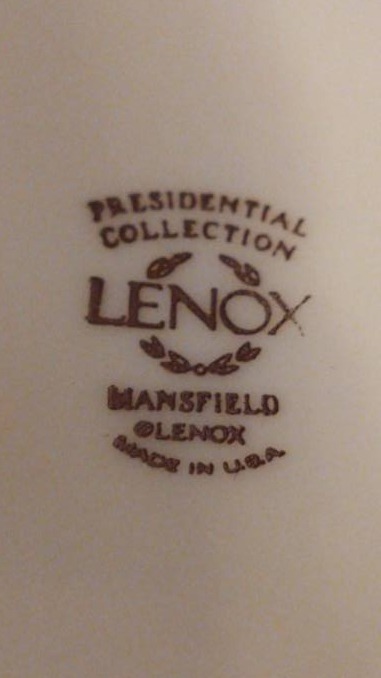 PRESIDENTIAL
COLLECTION
LENOX
MANSFIELD
©LENOX
MADE IN U.S.A.